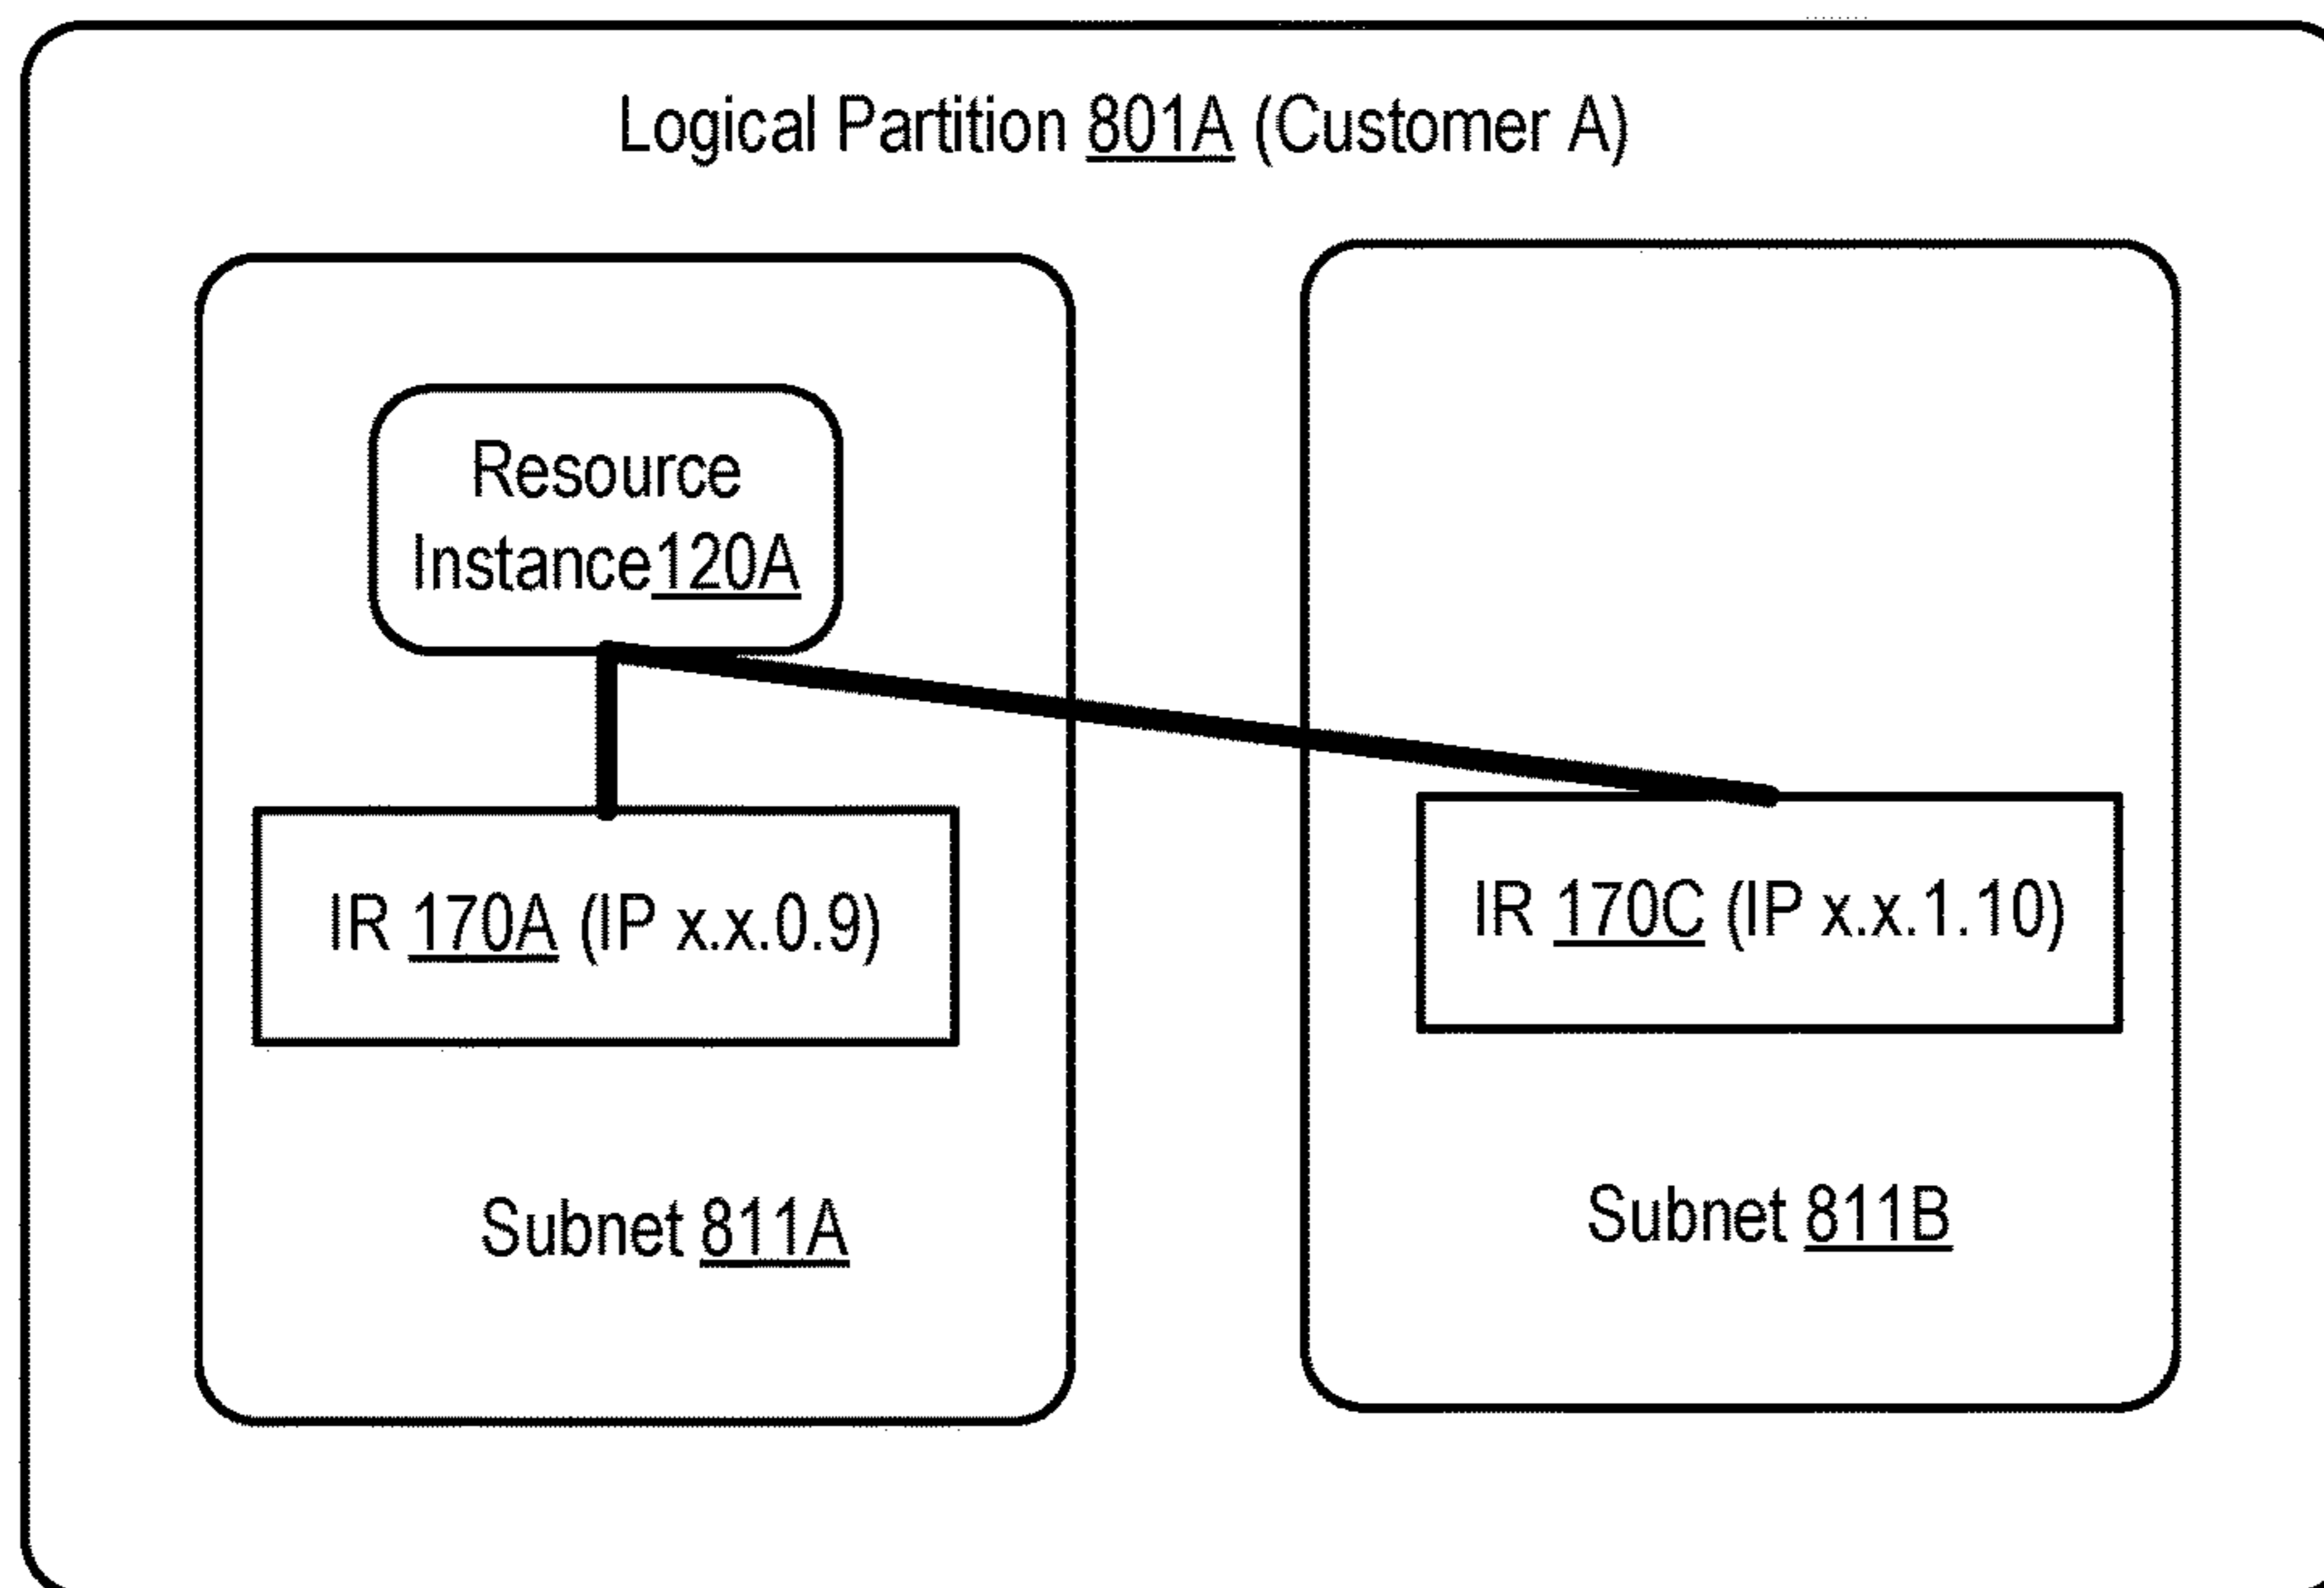 Logical Partition 801A (Customer A)
Resource
Instance120A
IR 170A (IP x.x.0.9)
Subnet 811A
IR 170C (IP x.x.1.10)
Subnet 811B